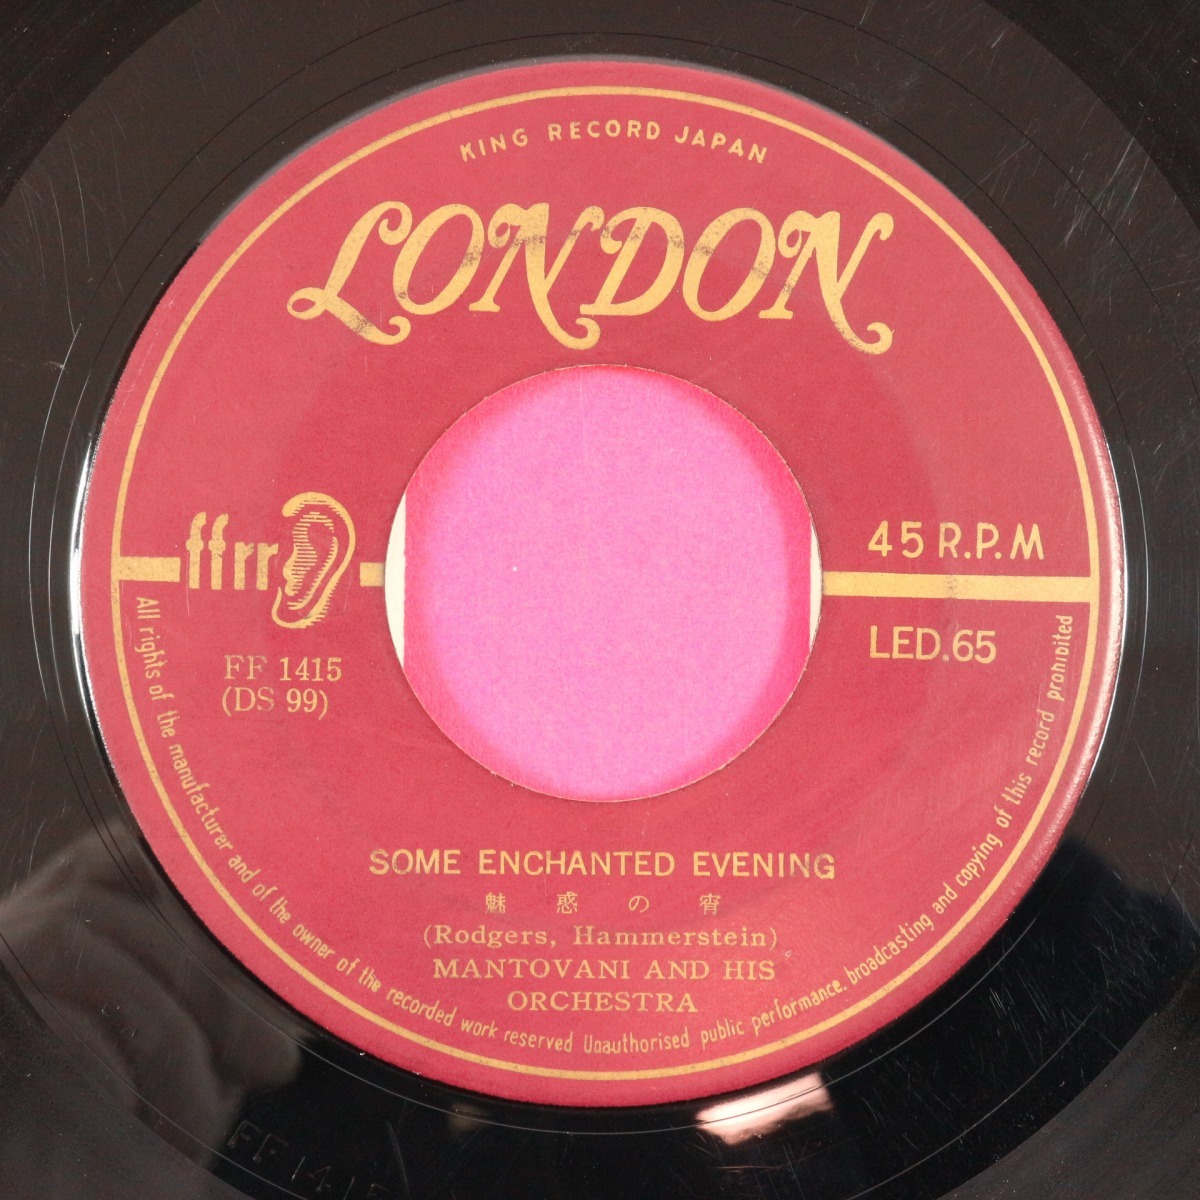 KING RECORD JAPAN
LONDON
ffrr
45 R.P.M
LED.65
FF 1415
(DS 99)
SOME ENCHANTED EVENING
魅惑の宵
(Rodgers, Hammerstein)
MANTOVANI AND HIS
ORCHESTRA
All rights of the manufacturer and of the owner of the recorded work reserved Unauthorised public performance, broadcasting and copying of this record prohibited
FF 1415